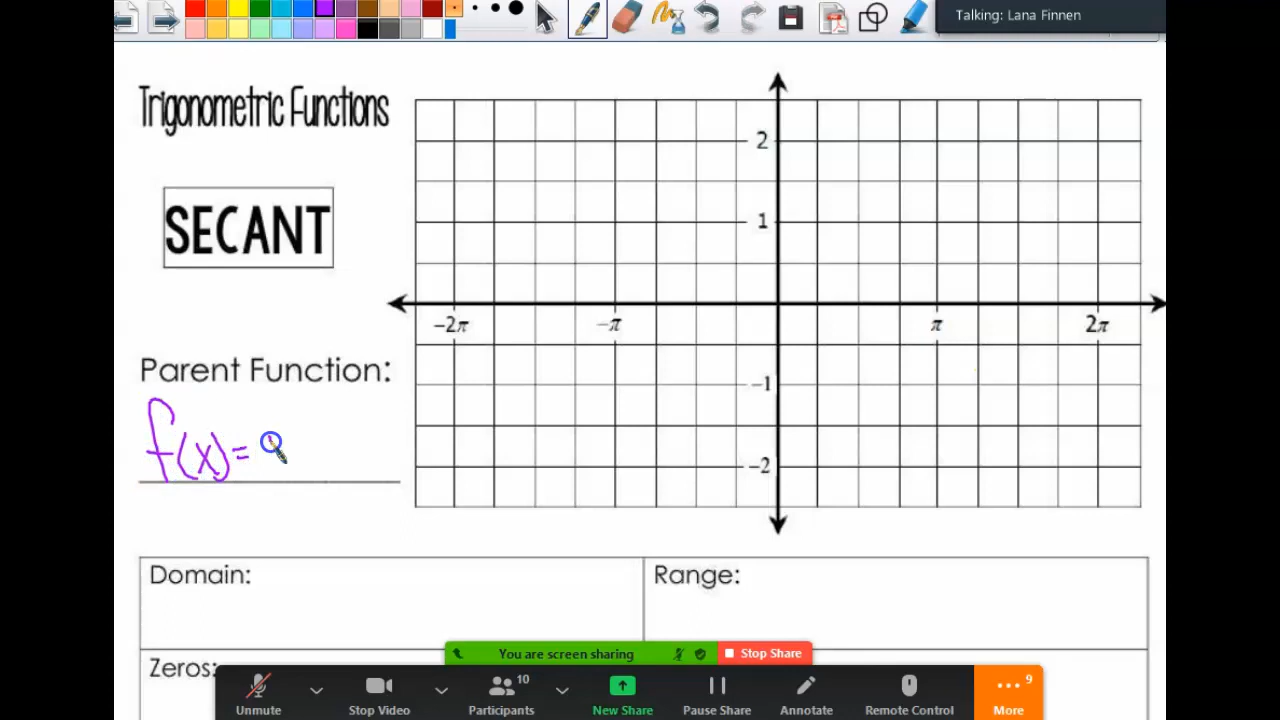 Talking: Lana Finnen
Trigonometric Functions
SECANT
2
1
-2π
-π
π
2π
-1
-2
Parent Function:
f(x)=
Domain:
Range:
Zeros:
You are screen sharing
Stop Share
10
9
Unmute
Stop Video
Participants
New Share
Pause Share
Annotate
Remote Control
More